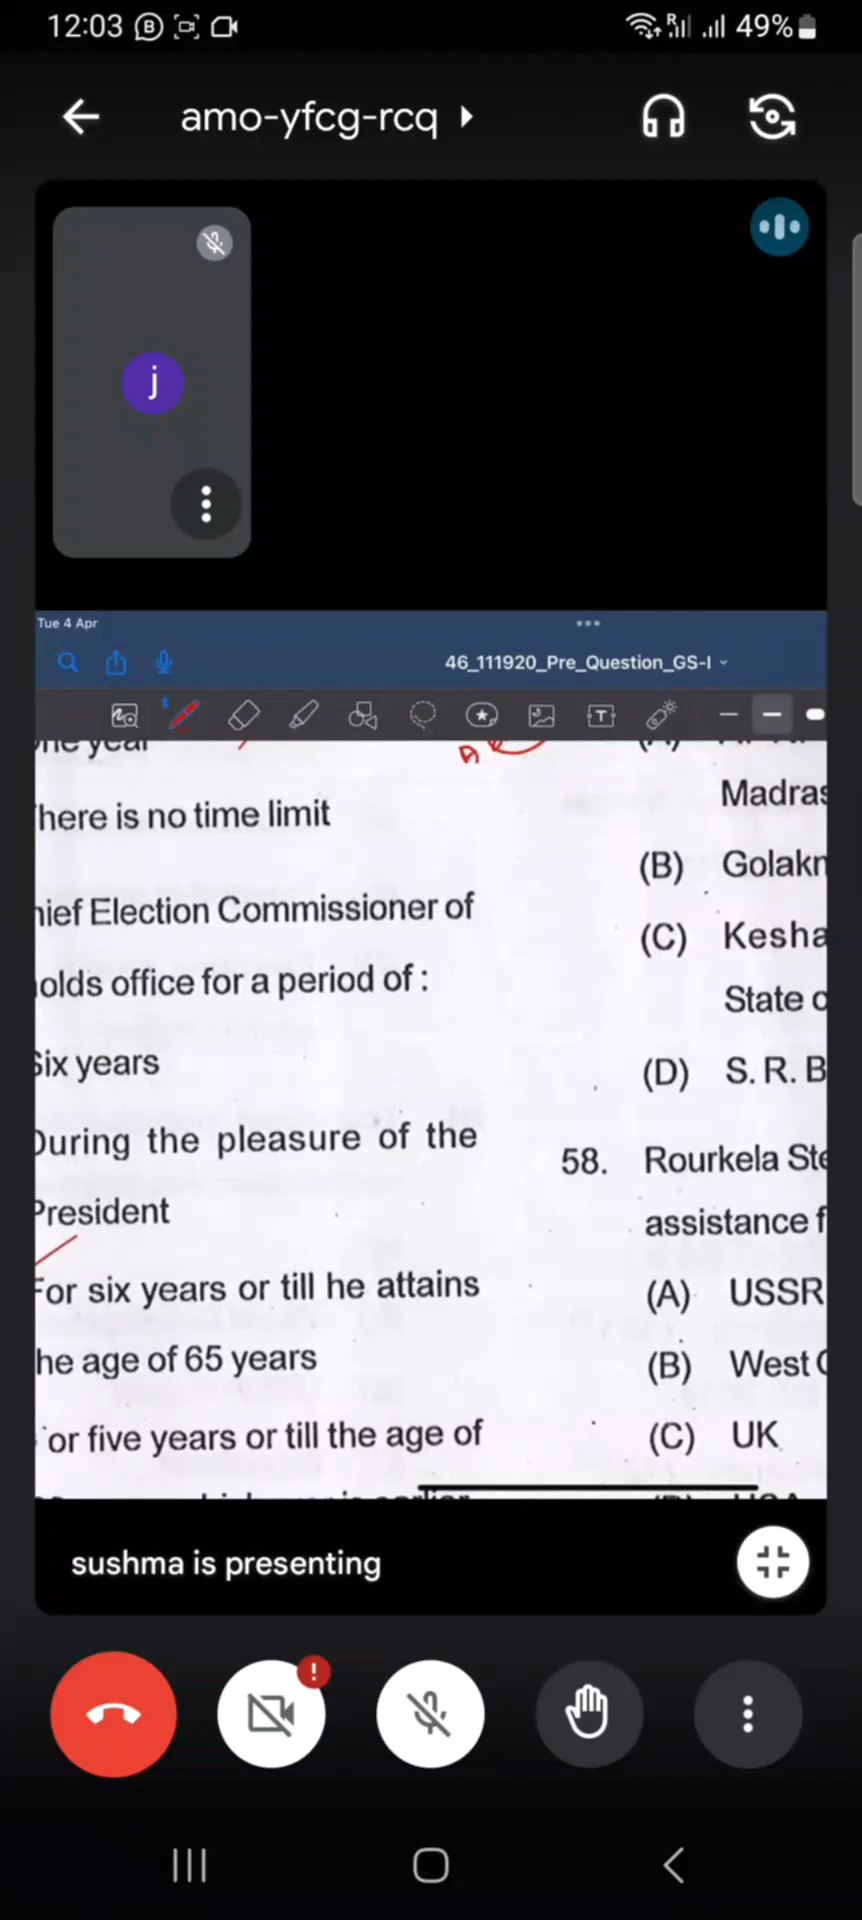 12:03
49%
amo-yfcg-rcq
j
Tue 4 Apr
46_111920_Pre_Question_GS-I
here is no time limit
hief Election Commissioner of
olds office for a period of :
Six years
During the pleasure of the
President
For six years or till he attains
he age of 65 years
or five years or till the age of
Madras
(B) Golakn
(C) Kesha
State o
(D) S. R. B
58. Rourkela Ste
assistance f
(A) USSR
(B) West
(C) UK
sushma is presenting